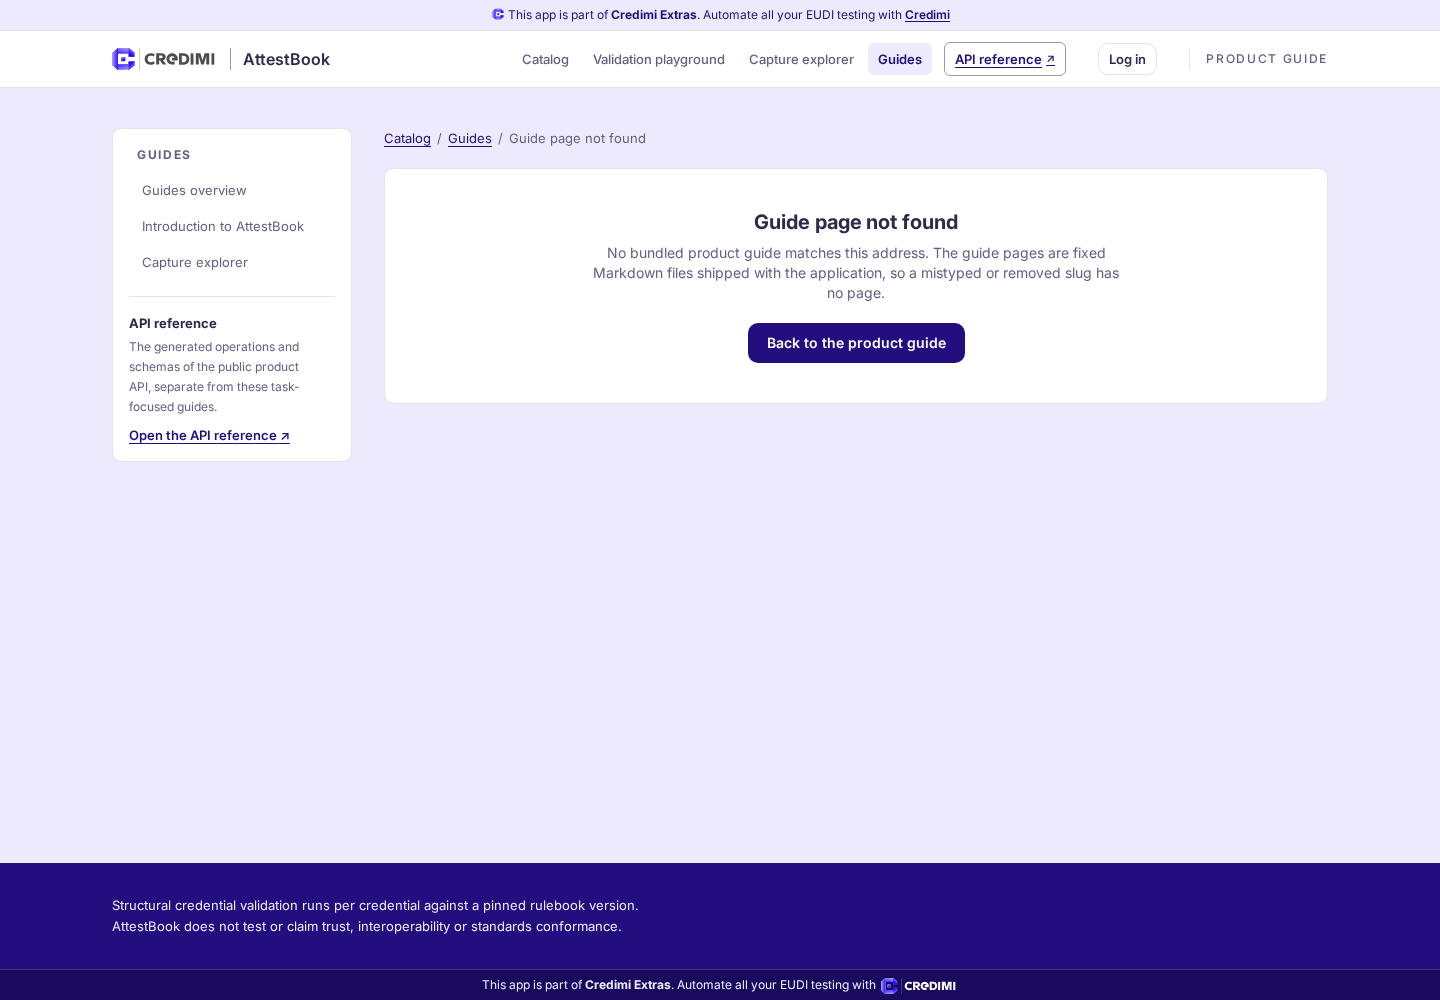 This app is part of Credimi Extras. Automate all your EUDI testing with Credimi
CREDIMI AttestBook
Catalog Validation playground Capture explorer Guides API reference ↗ Log in PRODUCT GUIDE
GUIDES
Guides overview
Introduction to AttestBook
Capture explorer
API reference
The generated operations and
schemas of the public product
API, separate from these task-
focused guides.
Open the API reference ↗
Catalog / Guides / Guide page not found
Guide page not found
No bundled product guide matches this address. The guide pages are fixed
Markdown files shipped with the application, so a mistyped or removed slug has
no page.
Back to the product guide
Structural credential validation runs per credential against a pinned rulebook version.
AttestBook does not test or claim trust, interoperability or standards conformance.
This app is part of Credimi Extras. Automate all your EUDI testing with CREDIMI